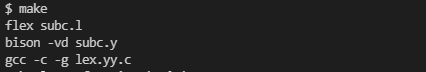 $ make
flex subc.l
bison -vd subc.y
gcc -c -g lex.yy.c